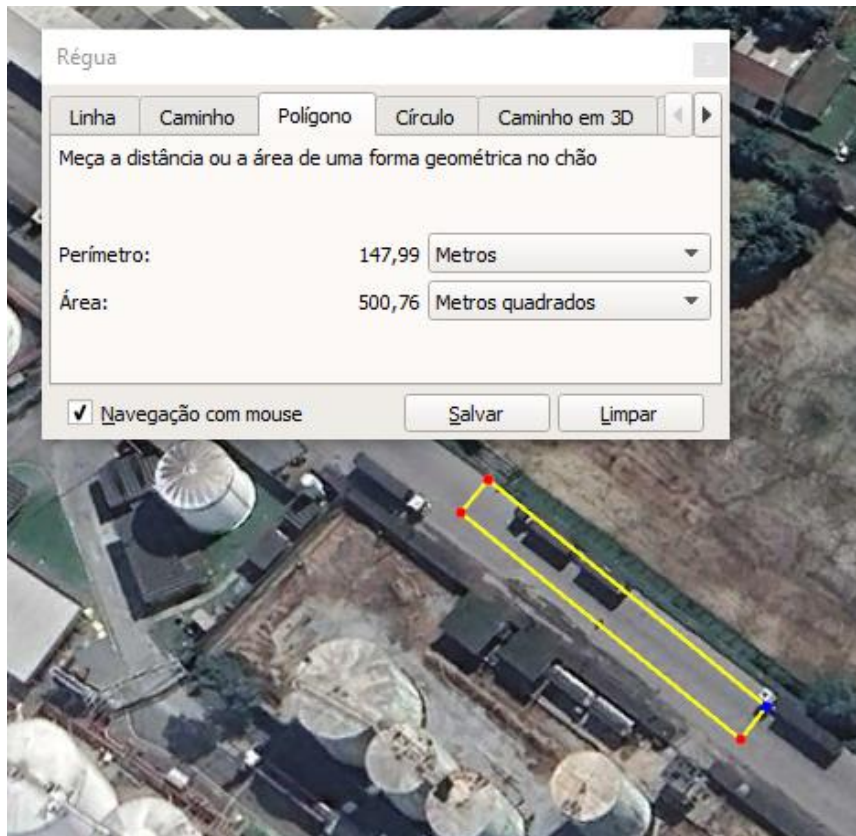 Régua
Linha Caminho Polígono Círculo Caminho em 3D
Meça a distância ou a área de uma forma geométrica no chão
Perímetro: 147,99 Metros
Área: 500,76 Metros quadrados
Navegação com mouse Salvar Limpar